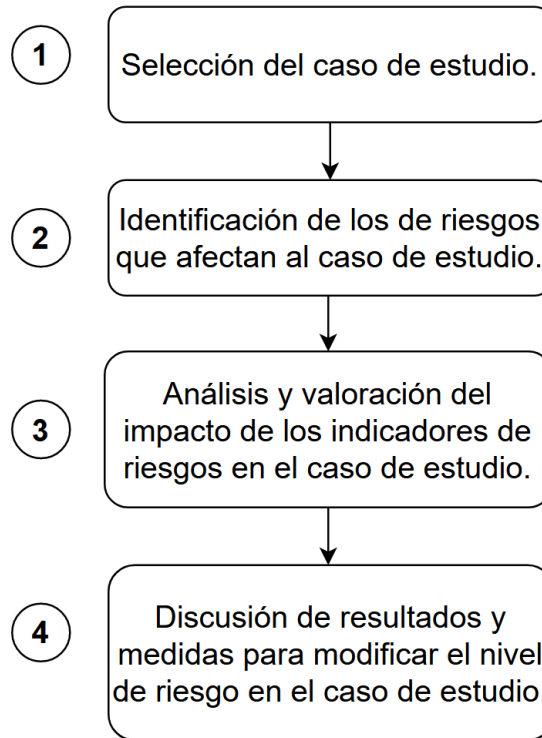 1
Selección del caso de estudio.
2
Identificación de los de riesgos
que afectan al caso de estudio.
3
Análisis y valoración del
impacto de los indicadores de
riesgos en el caso de estudio.
4
Discusión de resultados y
medidas para modificar el nivel
de riesgo en el caso de estudio.